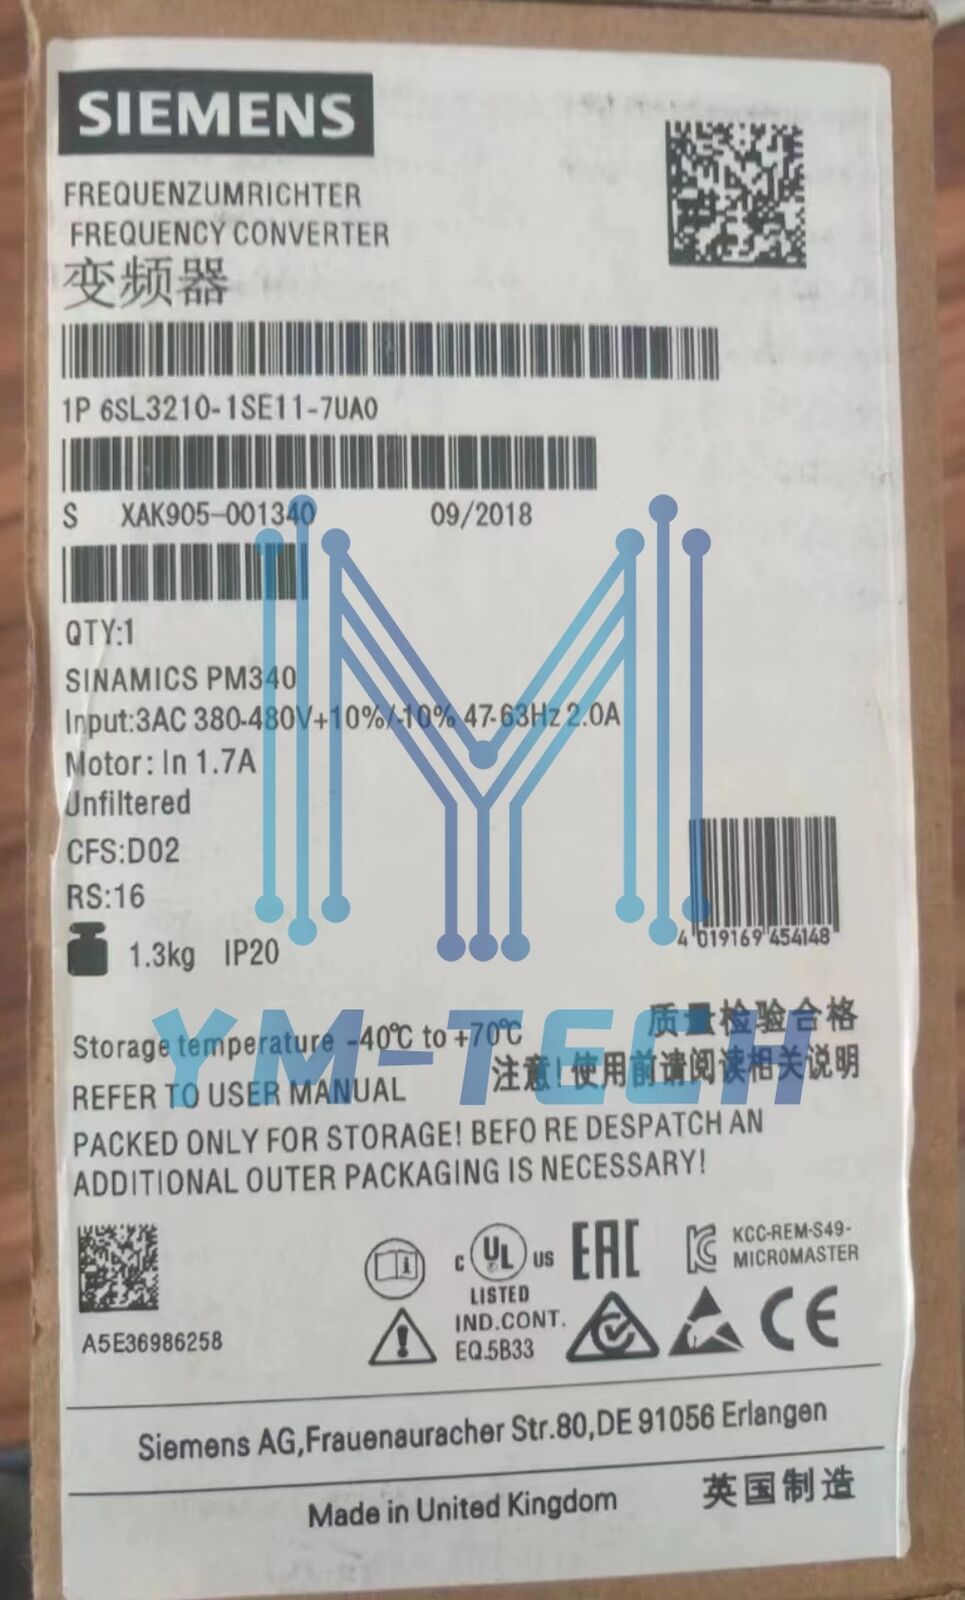 SIEMENS
FREQUENZUMRICHTER
FREQUENCY CONVERTER
变频器
1P 6SL3210-1SE11-7UA0
S XAK905-001340 09/2018
QTY:1
SINAMICS PM340
Input:3AC 380-480V+10%/-10% 47-63Hz 2.0A
Motor: In 1.7A
Unfiltered
CFS:D02
RS:16
1.3kg IP20
4 019169 454148
YM-TECH
Storage temperature -40℃ to +70℃
质量检验合格
REFER TO USER MANUAL
注意!使用前请阅读相关说明
PACKED ONLY FOR STORAGE! BEFO RE DESPATCH AN
ADDITIONAL OUTER PACKAGING IS NECESSARY!
A5E36986258
C UL US
LISTED
IND.CONT.
EQ.5B33
EAC
KCC-REM-S49-
MICROMASTER
CE
Siemens AG,Frauenauracher Str.80,DE 91056 Erlangen
Made in United Kingdom 英国制造